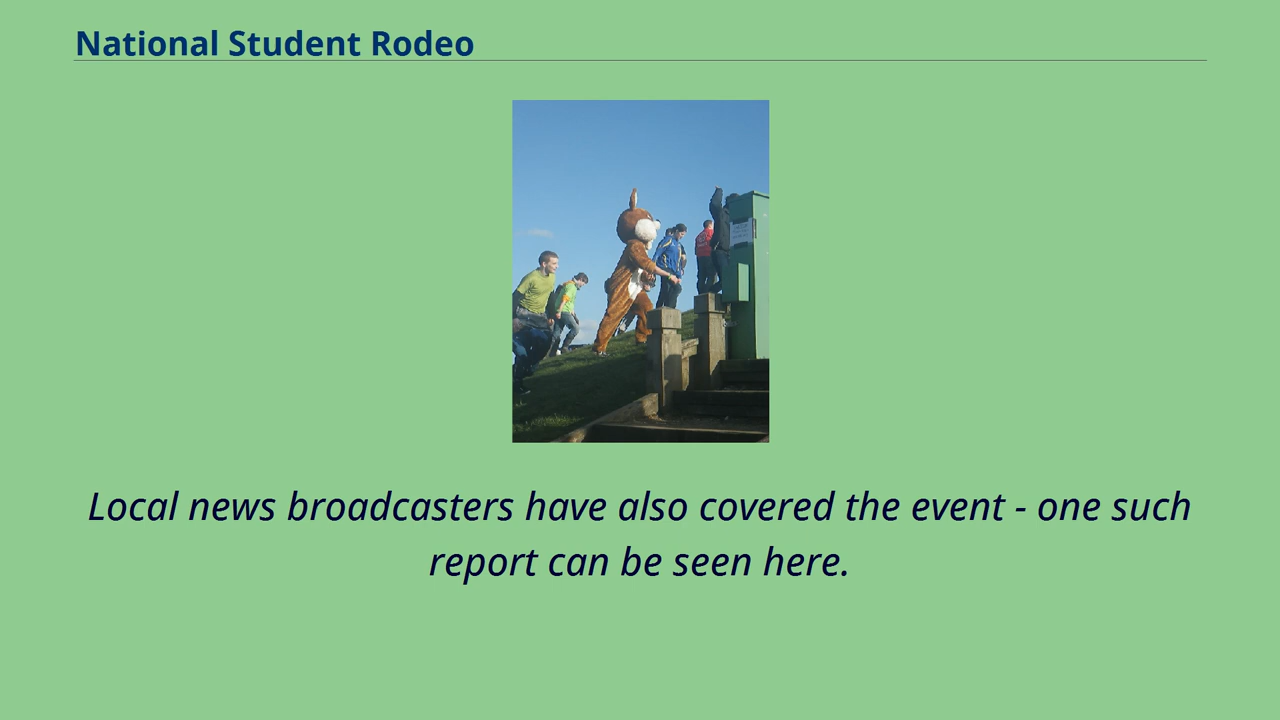 National Student Rodeo
Local news broadcasters have also covered the event - one such
report can be seen here.